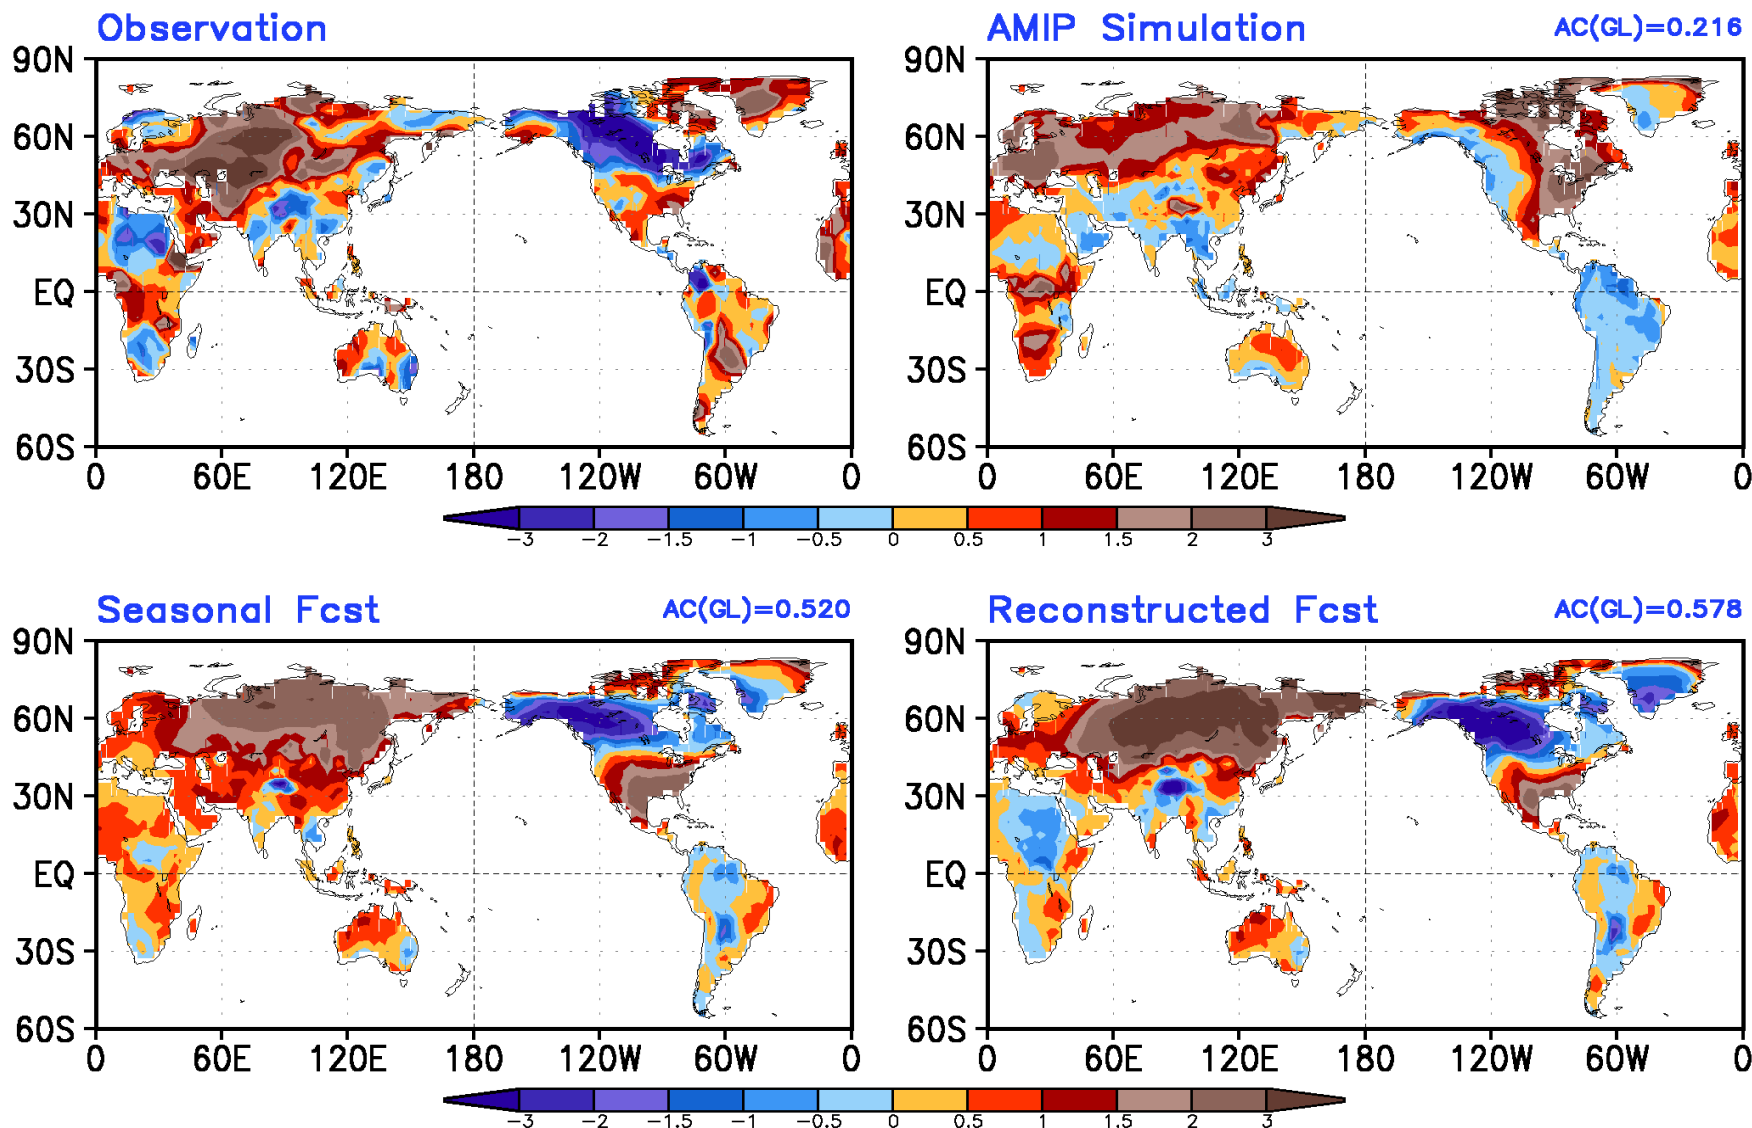 Observation
AMIP Simulation AC(GL)=0.216
90N 60N 30N EQ 30S 60S
0 60E 120E 180 120W 60W 0
90N 60N 30N EQ 30S 60S
0 60E 120E 180 120W 60W 0
-3 -2 -1.5 -1 -0.5 0 0.5 1 1.5 2 3
Seasonal Fcst AC(GL)=0.520
Reconstructed Fcst AC(GL)=0.578
90N 60N 30N EQ 30S 60S
0 60E 120E 180 120W 60W 0
90N 60N 30N EQ 30S 60S
0 60E 120E 180 120W 60W 0
-3 -2 -1.5 -1 -0.5 0 0.5 1 1.5 2 3